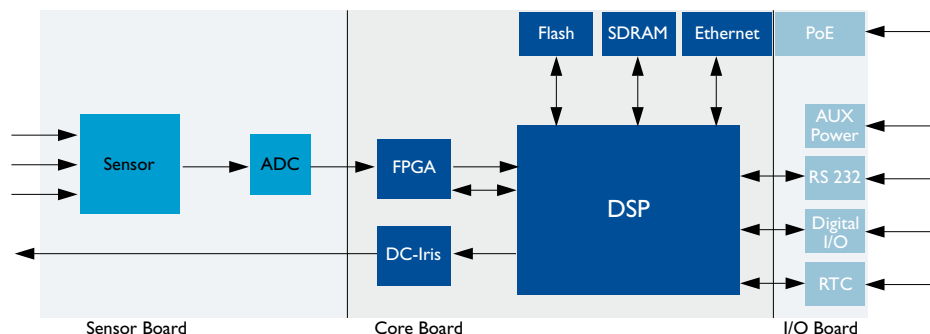 Flash
SDRAM
Ethernet
PoE
AUX
Power
Sensor
ADC
FPGA
RS 232
DSP
Digital
I/O
DC-Iris
RTC
Sensor Board
Core Board
I/O Board